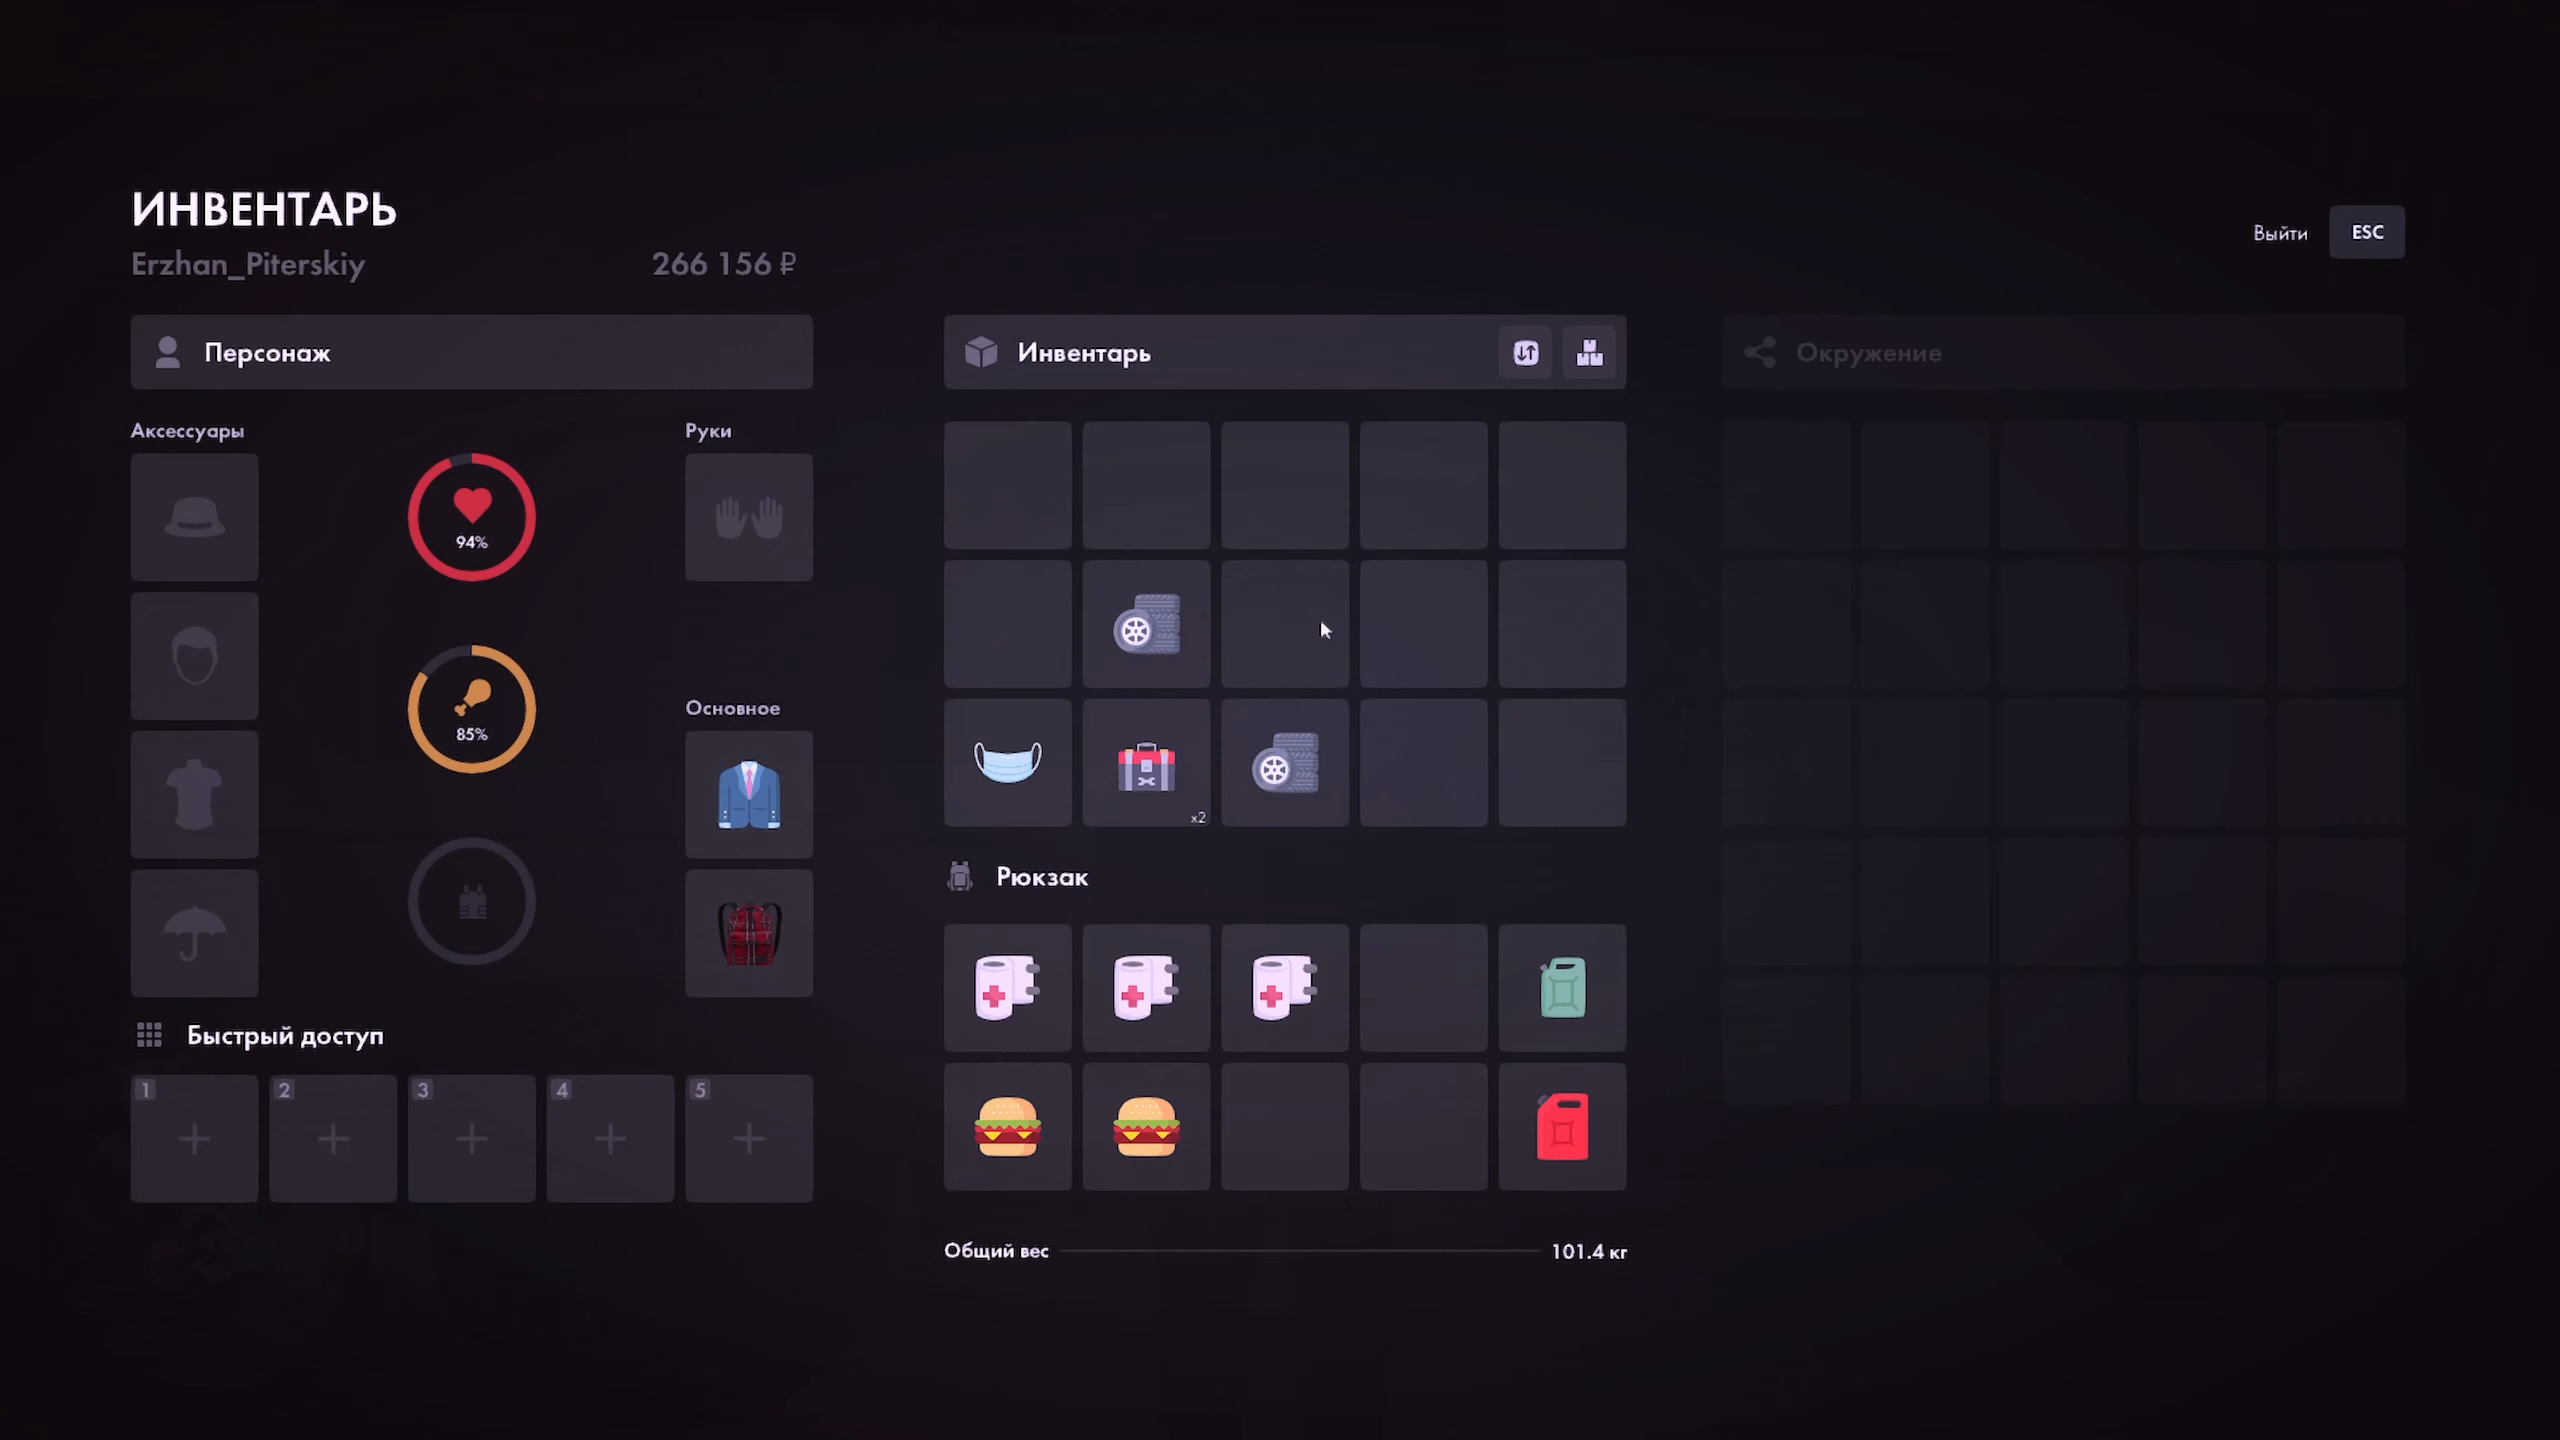 ИНВЕНТАРЬ
Erzhan_Piterskiy
266 156 ₽
Выйти
ESC
Персонаж
Аксессуары
Руки
94%
85%
Основное
Быстрый доступ
1
2
3
4
5
Инвентарь
x2
Рюкзак
Общий вес
101.4 кг
Окружение